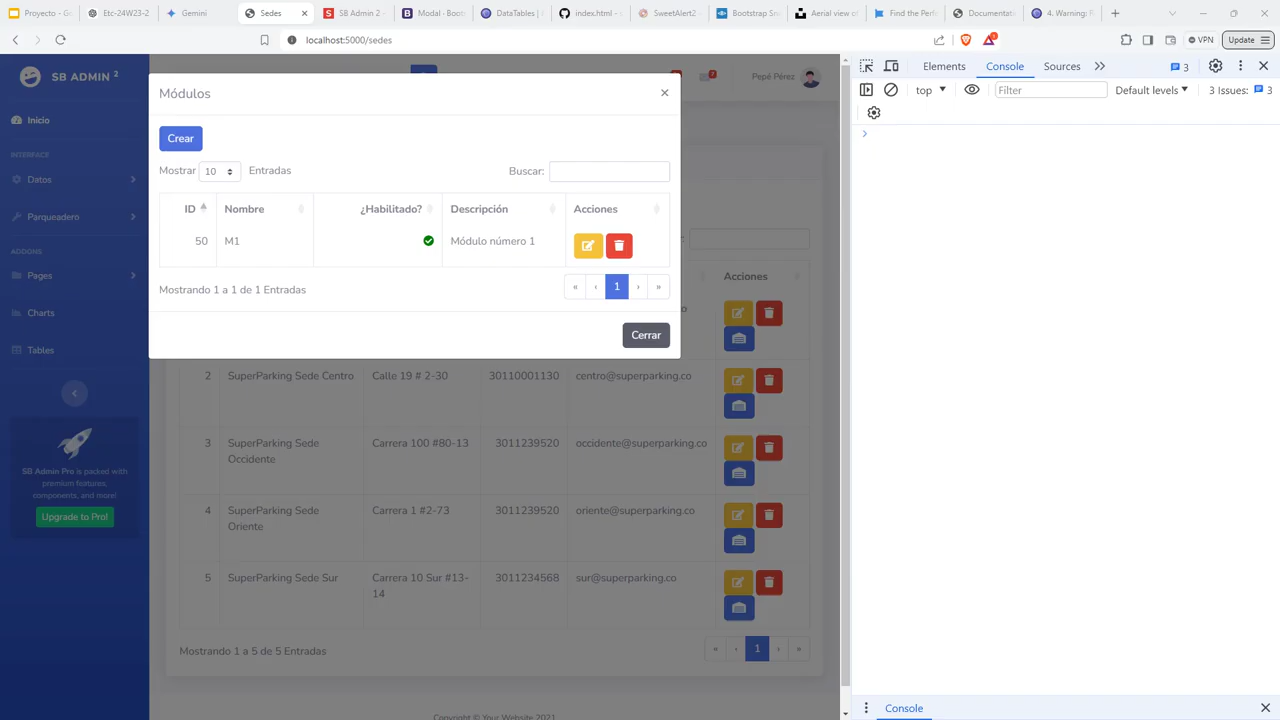 Proyecto - G
Etc-24W23-2
Gemini
Sedes
SB Admin 2
Modal · Boots
DataTables | 
index.html -
SweetAlert2 -
Bootstrap Sni
Aerial view of
Find the Perf
Documentati
4. Warning: R
localhost:5000/sedes
VPN
Update
SB ADMIN 2
Inicio
INTERFACE
Datos
Parqueadero
ADDONS
Pages
Charts
Tables
SB Admin Pro is packed with
premium features,
components, and more!
Upgrade to Pro!
7
Pepé Pérez
Módulos
×
Crear
Mostrar 10 Entradas
Buscar:
ID Nombre ¿Habilitado? Descripción Acciones
50 M1 Módulo número 1
Mostrando 1 a 1 de 1 Entradas
« ‹ 1 › »
Cerrar
Acciones
2 SuperParking Sede Centro Calle 19 # 2-30 30110001130 centro@superparking.co
3 SuperParking Sede Carrera 100 #80-13 3011239520 occidente@superparking.co
Occidente
4 SuperParking Sede Carrera 1 #2-73 3011239520 oriente@superparking.co
Oriente
5 SuperParking Sede Sur Carrera 10 Sur #13- 3011234568 sur@superparking.co
14
Mostrando 1 a 5 de 5 Entradas
« ‹ 1 › »
Copyright © Your Website 2021
Elements
Console
Sources
3
top
Filter
Default levels
3 Issues: 3
Console